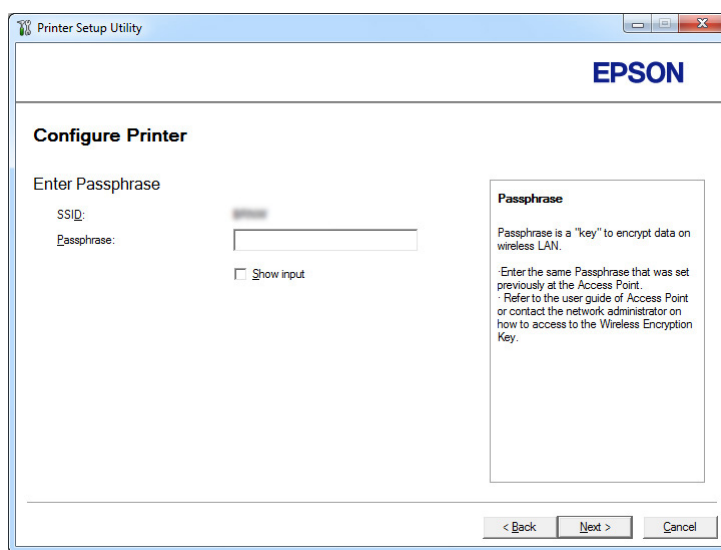 Printer Setup Utility
EPSON
Configure Printer
Enter Passphrase
SSID:
Passphrase:
Show input
Passphrase
Passphrase is a "key" to encrypt data on
wireless LAN.
·Enter the same Passphrase that was set
previously at the Access Point.
· Refer to the user guide of Access Point
or contact the network administrator on
how to access to the Wireless Encryption
Key.
< Back
Next >
Cancel